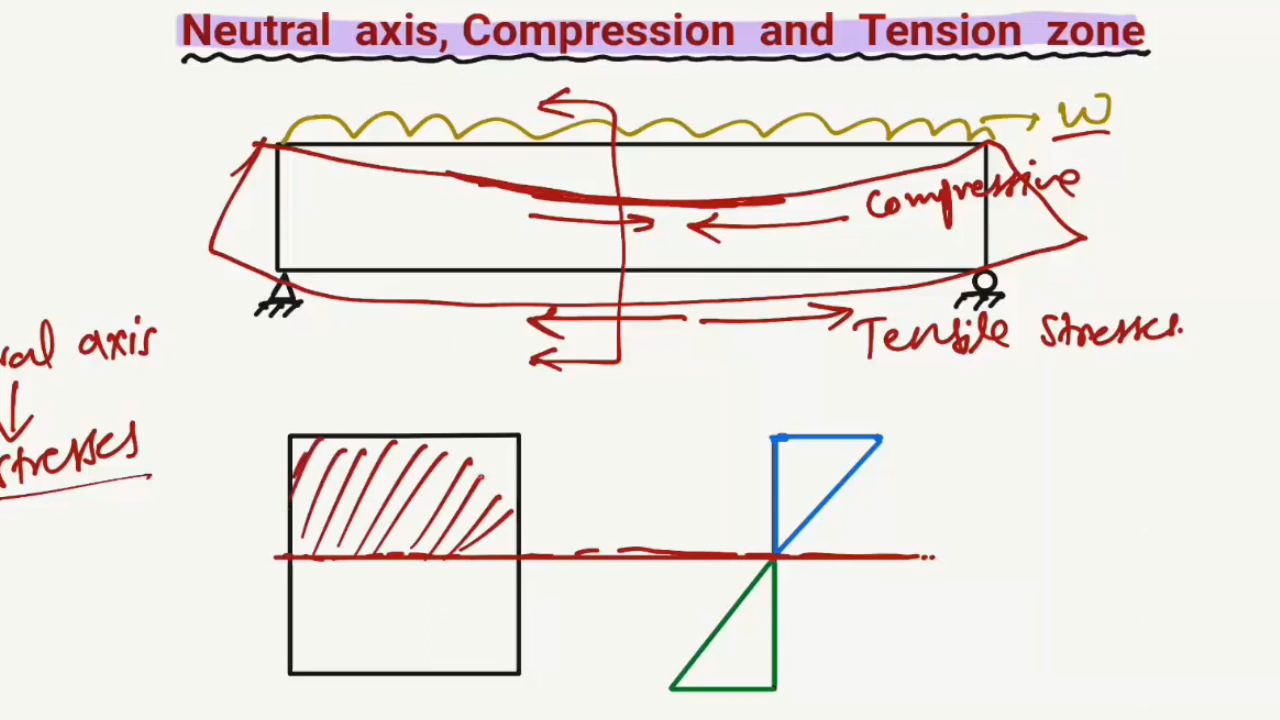 Neutral axis, Compression and Tension zone
W
Compressive
Tensile Stresses.
ral axis
stresses